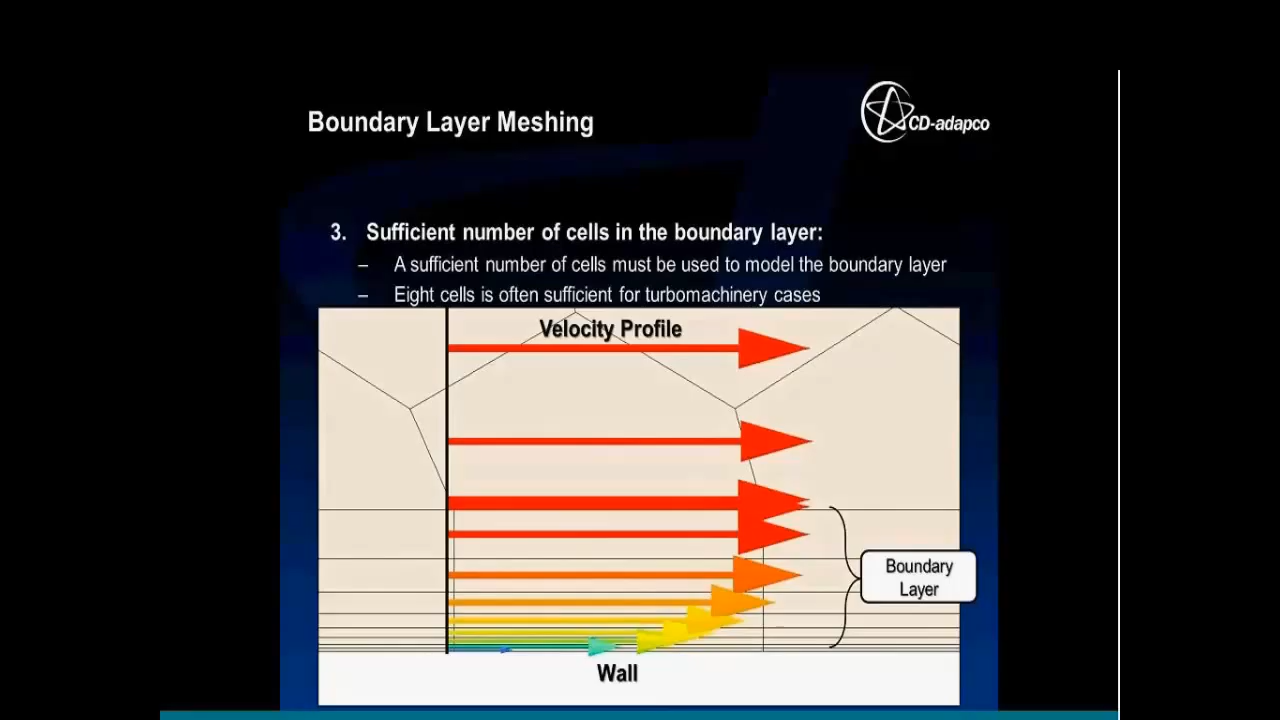 Boundary Layer Meshing
CD-adapco
3. Sufficient number of cells in the boundary layer:
– A sufficient number of cells must be used to model the boundary layer
– Eight cells is often sufficient for turbomachinery cases
Velocity Profile
Boundary
Layer
Wall